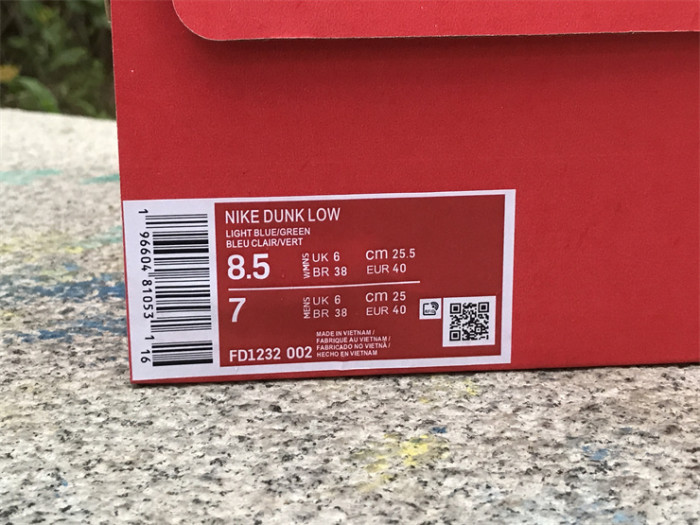 NIKE DUNK LOW
LIGHT BLUE/GREEN
BLEU CLAIR/VERT
8.5 WMNS UK 6 cm 25.5
BR 38 EUR 40
7 MENS UK 6 cm 25
BR 38 EUR 40
MADE IN VIETNAM /
FABRIQUE AU VIETNAM /
FABRICADO NO VIETNÃ /
HECHO EN VIETNAM
FD1232 002
1 96604 81053 1 16